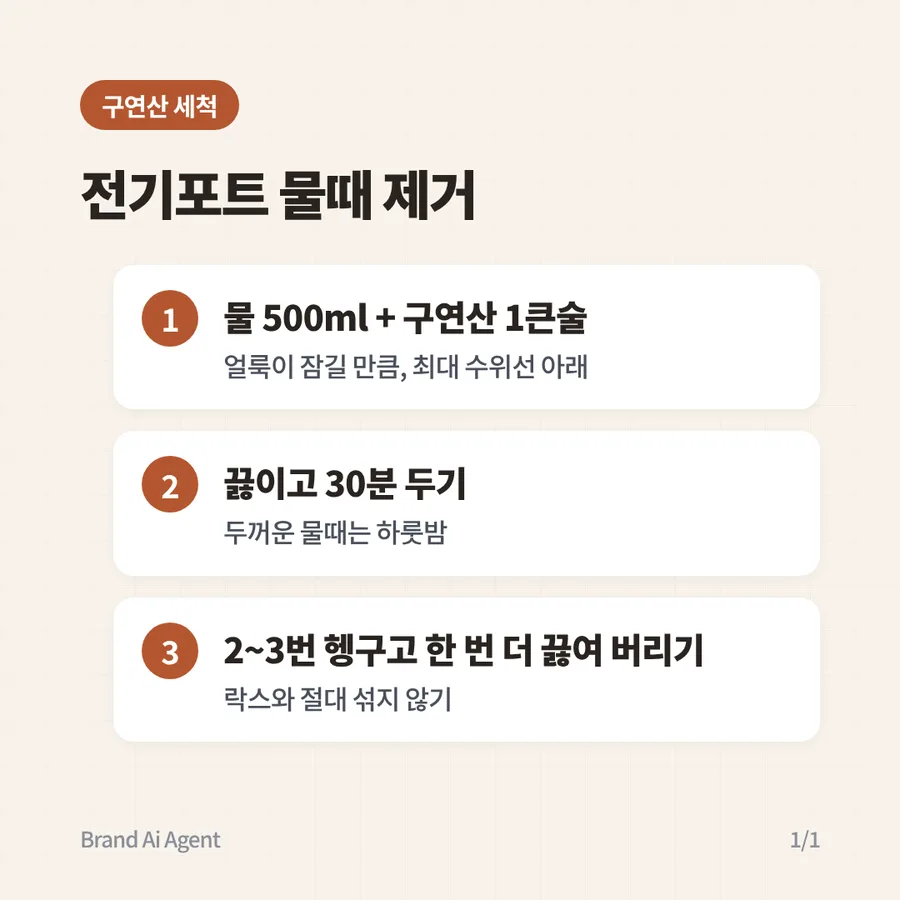 구연산 세척
전기포트 물때 제거
1
물 500ml + 구연산 1큰술
얼룩이 잠길 만큼, 최대 수위선 아래
2
끓이고 30분 두기
두꺼운 물때는 하룻밤
3
2~3번 헹구고 한 번 더 끓여 버리기
락스와 절대 섞지 않기
Brand Ai Agent
1/1